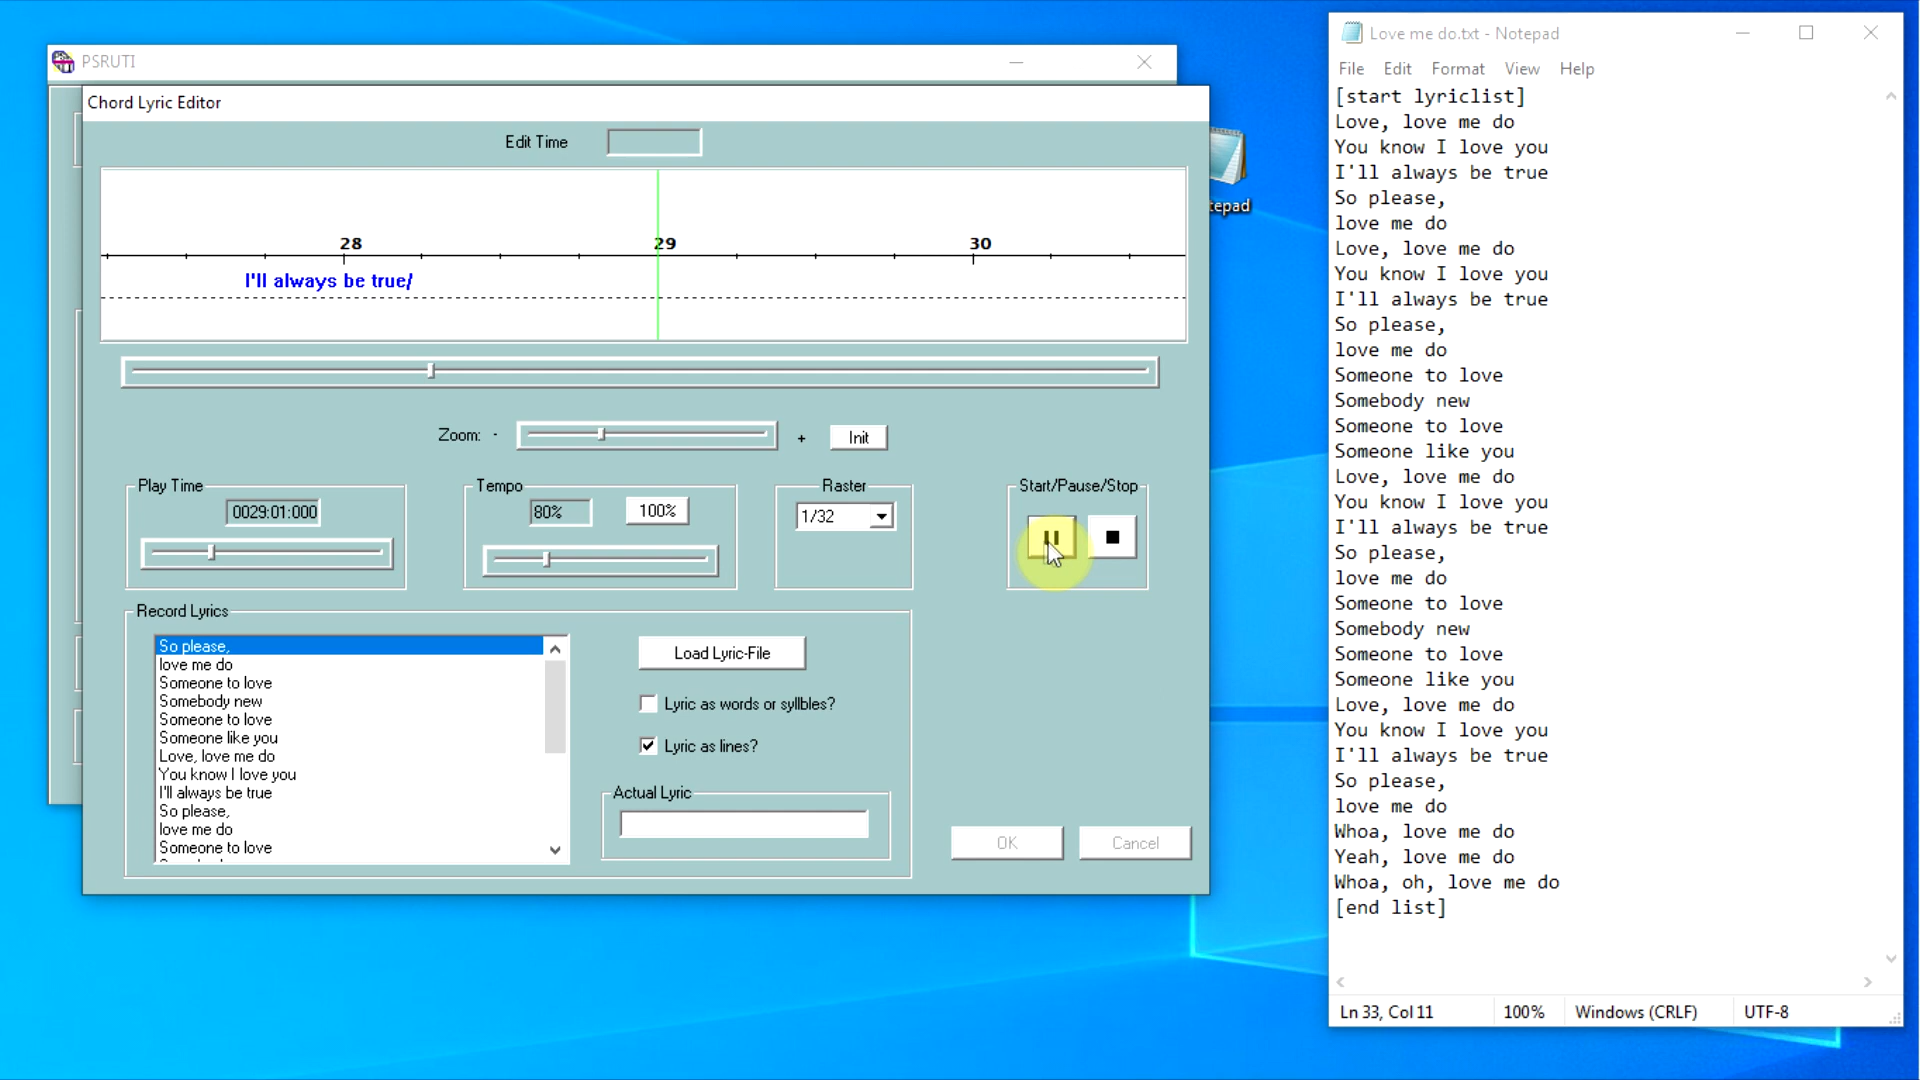 PSRUTI
Chord Lyric Editor
Edit Time
28 29 30
I'll always be true/
Zoom: - + Init
Play Time
0029:01:000
Tempo
80% 100%
Raster
1/32
Start/Pause/Stop
Record Lyrics
So please,
love me do
Someone to love
Somebody new
Someone to love
Someone like you
Love, love me do
You know I love you
I'll always be true
So please,
love me do
Someone to love
Load Lyric-File
Lyric as words or syllbles?
Lyric as lines?
Actual Lyric
OK Cancel
tepad
Love me do.txt - Notepad
File Edit Format View Help
[start lyriclist]
Love, love me do
You know I love you
I'll always be true
So please,
love me do
Love, love me do
You know I love you
I'll always be true
So please,
love me do
Someone to love
Somebody new
Someone to love
Someone like you
Love, love me do
You know I love you
I'll always be true
So please,
love me do
Someone to love
Somebody new
Someone to love
Someone like you
Love, love me do
You know I love you
I'll always be true
So please,
love me do
Whoa, love me do
Yeah, love me do
Whoa, oh, love me do
[end list]
Ln 33, Col 11 100% Windows (CRLF) UTF-8